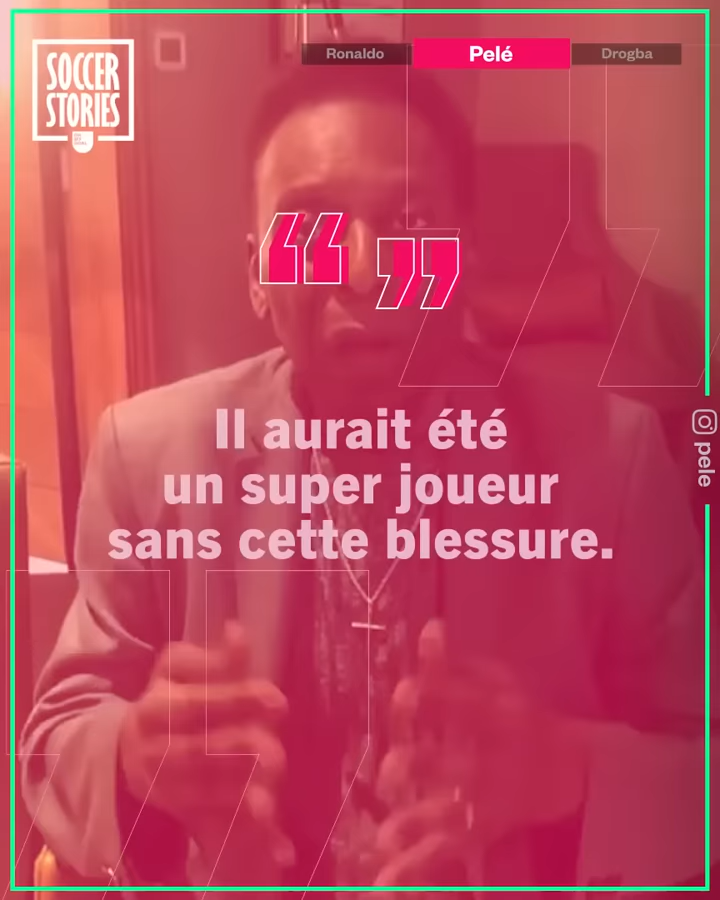 SOCCER
STORIES
Ronaldo
Pelé
Drogba
“ ”
Il aurait été
un super joueur
sans cette blessure.
pele